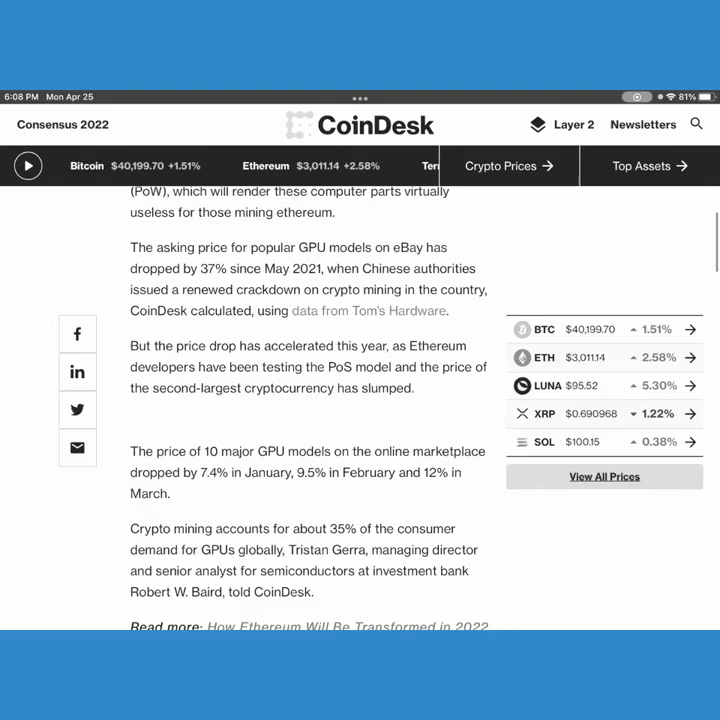 6:08 PM Mon Apr 25
81%
Consensus 2022
CoinDesk
Layer 2
Newsletters
Bitcoin $40,199.70 +1.51%
Ethereum $3,011.14 +2.58%
Crypto Prices →
Top Assets →
(PoW), which will render these computer parts virtually
useless for those mining ethereum.
The asking price for popular GPU models on eBay has
dropped by 37% since May 2021, when Chinese authorities
issued a renewed crackdown on crypto mining in the country,
CoinDesk calculated, using data from Tom's Hardware.
But the price drop has accelerated this year, as Ethereum
developers have been testing the PoS model and the price of
the second-largest cryptocurrency has slumped.
The price of 10 major GPU models on the online marketplace
dropped by 7.4% in January, 9.5% in February and 12% in
March.
Crypto mining accounts for about 35% of the consumer
demand for GPUs globally, Tristan Gerra, managing director
and senior analyst for semiconductors at investment bank
Robert W. Baird, told CoinDesk.
Read more: How Ethereum Will Be Transformed in 2022
BTC $40,199.70 1.51% →
ETH $3,011.14 2.58% →
LUNA $95.52 5.30% →
XRP $0.690968 1.22% →
SOL $100.15 0.38% →
View All Prices